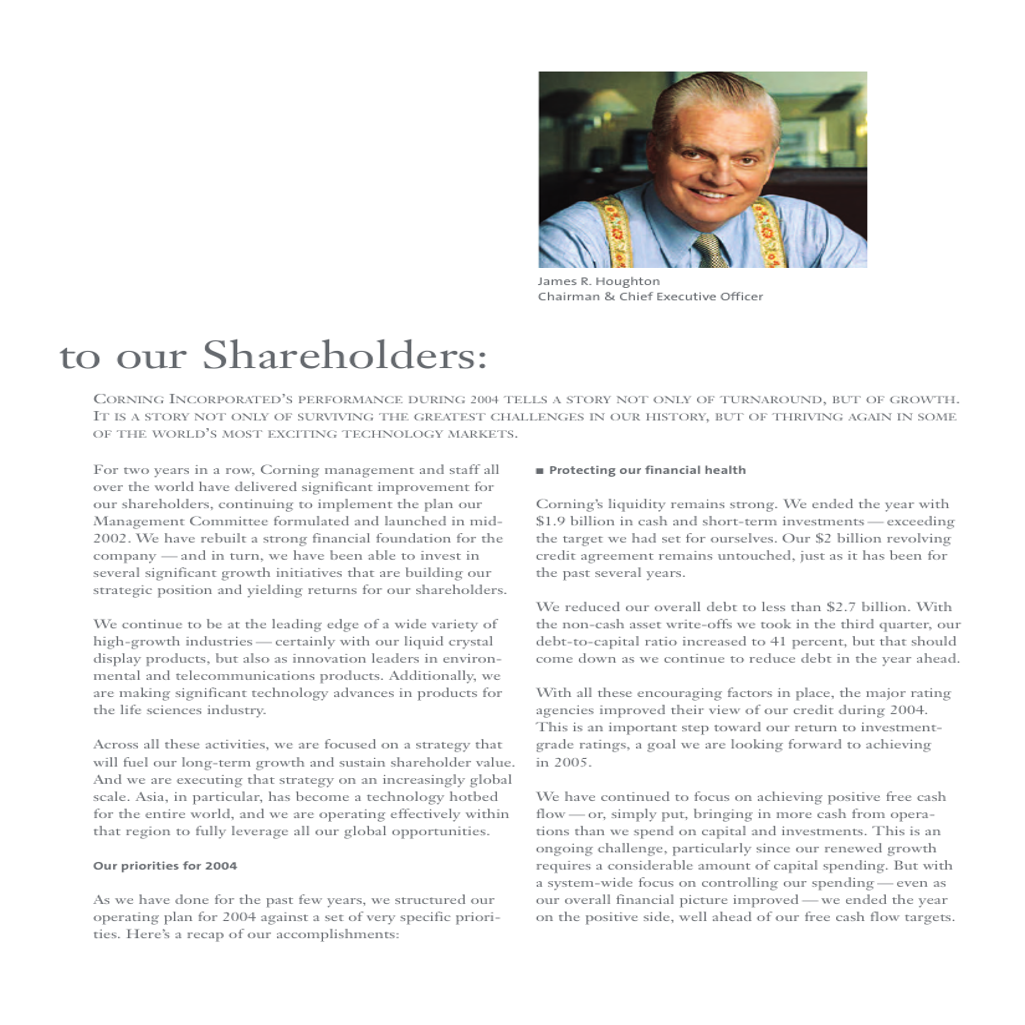 James R. Houghton
Chairman & Chief Executive Officer
to our Shareholders:
CORNING INCORPORATED'S PERFORMANCE DURING 2004 TELLS A STORY NOT ONLY OF TURNAROUND, BUT OF GROWTH.
IT IS A STORY NOT ONLY OF SURVIVING THE GREATEST CHALLENGES IN OUR HISTORY, BUT OF THRIVING AGAIN IN SOME
OF THE WORLD'S MOST EXCITING TECHNOLOGY MARKETS.
For two years in a row, Corning management and staff all
over the world have delivered significant improvement for
our shareholders, continuing to implement the plan our
Management Committee formulated and launched in mid-
2002. We have rebuilt a strong financial foundation for the
company — and in turn, we have been able to invest in
several significant growth initiatives that are building our
strategic position and yielding returns for our shareholders.
We continue to be at the leading edge of a wide variety of
high-growth industries — certainly with our liquid crystal
display products, but also as innovation leaders in environ-
mental and telecommunications products. Additionally, we
are making significant technology advances in products for
the life sciences industry.
Across all these activities, we are focused on a strategy that
will fuel our long-term growth and sustain shareholder value.
And we are executing that strategy on an increasingly global
scale. Asia, in particular, has become a technology hotbed
for the entire world, and we are operating effectively within
that region to fully leverage all our global opportunities.
Our priorities for 2004
As we have done for the past few years, we structured our
operating plan for 2004 against a set of very specific priori-
ties. Here's a recap of our accomplishments:
■ Protecting our financial health
Corning's liquidity remains strong. We ended the year with
$1.9 billion in cash and short-term investments — exceeding
the target we had set for ourselves. Our $2 billion revolving
credit agreement remains untouched, just as it has been for
the past several years.
We reduced our overall debt to less than $2.7 billion. With
the non-cash asset write-offs we took in the third quarter, our
debt-to-capital ratio increased to 41 percent, but that should
come down as we continue to reduce debt in the year ahead.
With all these encouraging factors in place, the major rating
agencies improved their view of our credit during 2004.
This is an important step toward our return to investment-
grade ratings, a goal we are looking forward to achieving
in 2005.
We have continued to focus on achieving positive free cash
flow — or, simply put, bringing in more cash from opera-
tions than we spend on capital and investments. This is an
ongoing challenge, particularly since our renewed growth
requires a considerable amount of capital spending. But with
a system-wide focus on controlling our spending — even as
our overall financial picture improved — we ended the year
on the positive side, well ahead of our free cash flow targets.